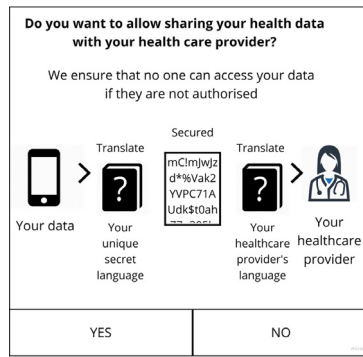 Do you want to allow sharing your health data
with your health care provider?
We ensure that no one can access your data
if they are not authorised
Secured
Translate
Translate
mC!mJwJz
d*%Vak2
YVPC71A
Udk$t0ah
?
?
Your data
Your
unique
secret
language
Your
healthcare
provider's
language
Your
healthcare
provider
YES
NO